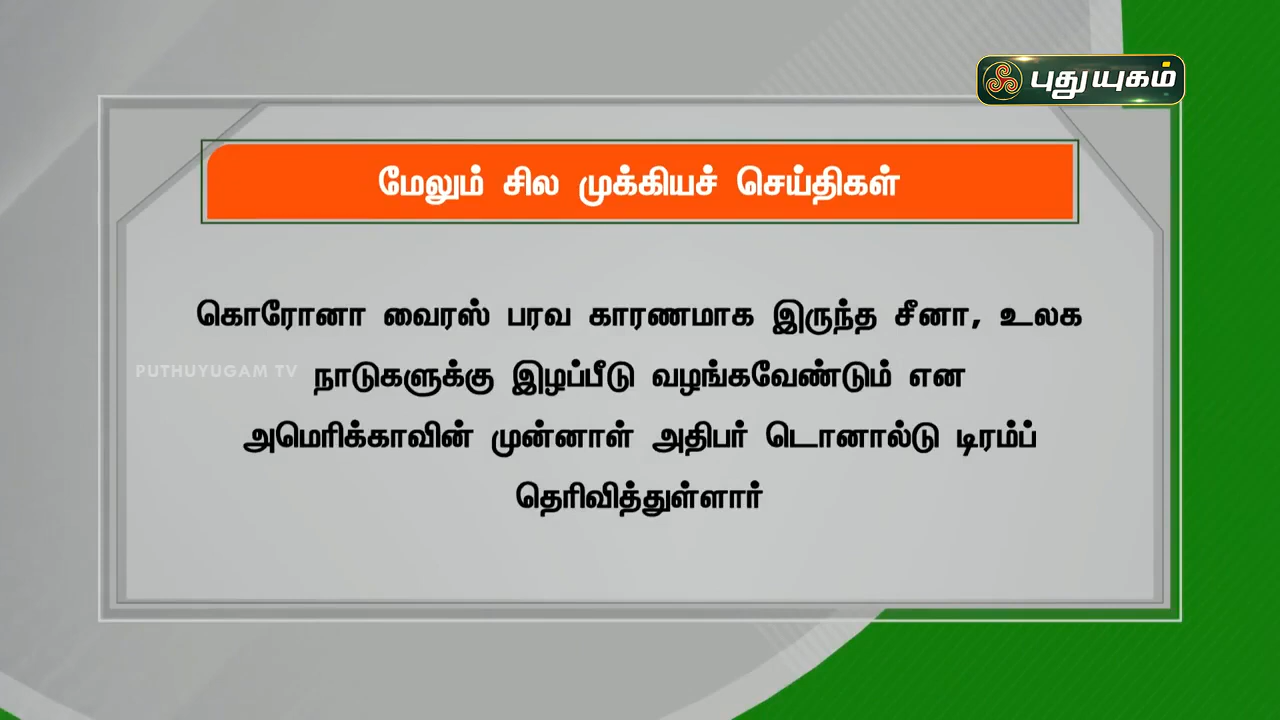 புதுயுகம்
மேலும் சில முக்கியச் செய்திகள்
கொரோனா வைரஸ் பரவ காரணமாக இருந்த சீனா, உலக
நாடுகளுக்கு இழப்பீடு வழங்கவேண்டும் என
அமெரிக்காவின் முன்னாள் அதிபர் டொனால்டு டிரம்ப்
தெரிவித்துள்ளார்
PUTHUYUGAM TV